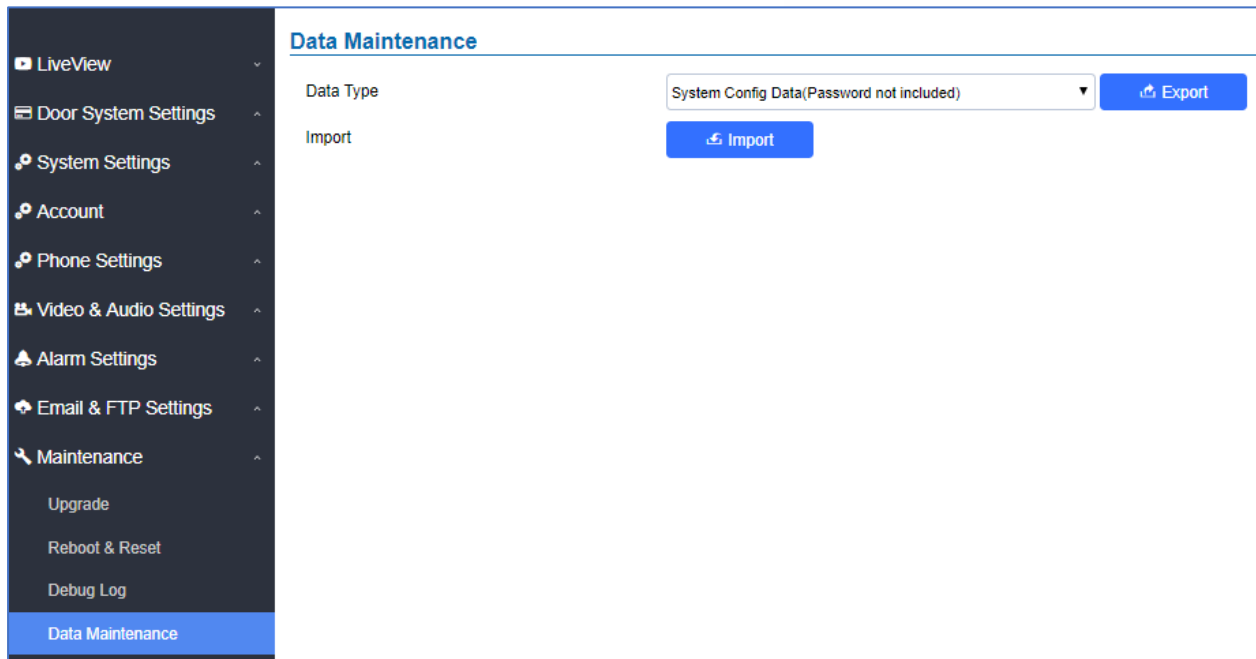 LiveView
Door System Settings
System Settings
Account
Phone Settings
Video & Audio Settings
Alarm Settings
Email & FTP Settings
Maintenance
Upgrade
Reboot & Reset
Debug Log
Data Maintenance
Data Maintenance
Data Type
System Config Data(Password not included)
Export
Import
Import